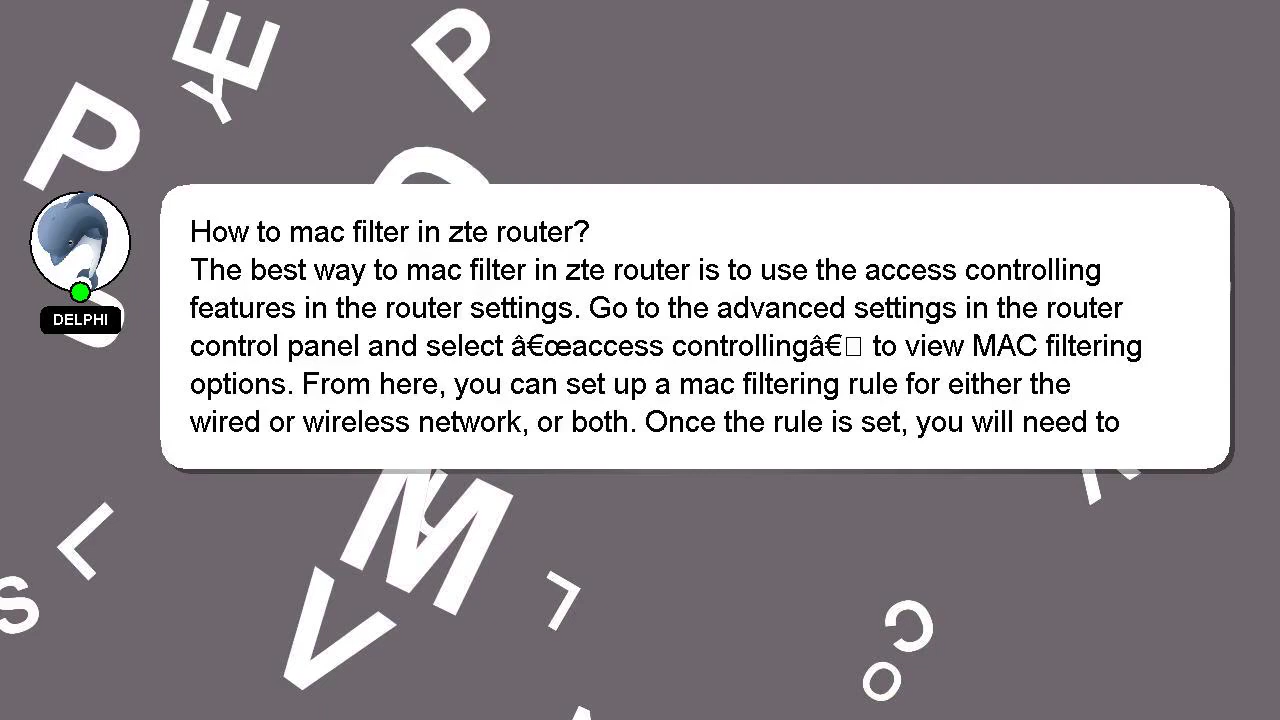 P
E
Y
P
O
DELPHI
How to mac filter in zte router?
The best way to mac filter in zte router is to use the access controlling
features in the router settings. Go to the advanced settings in the router
control panel and select â€œaccess controllingâ€□ to view MAC filtering
options. From here, you can set up a mac filtering rule for either the
wired or wireless network, or both. Once the rule is set, you will need to
M
L
S
V
L
C
O